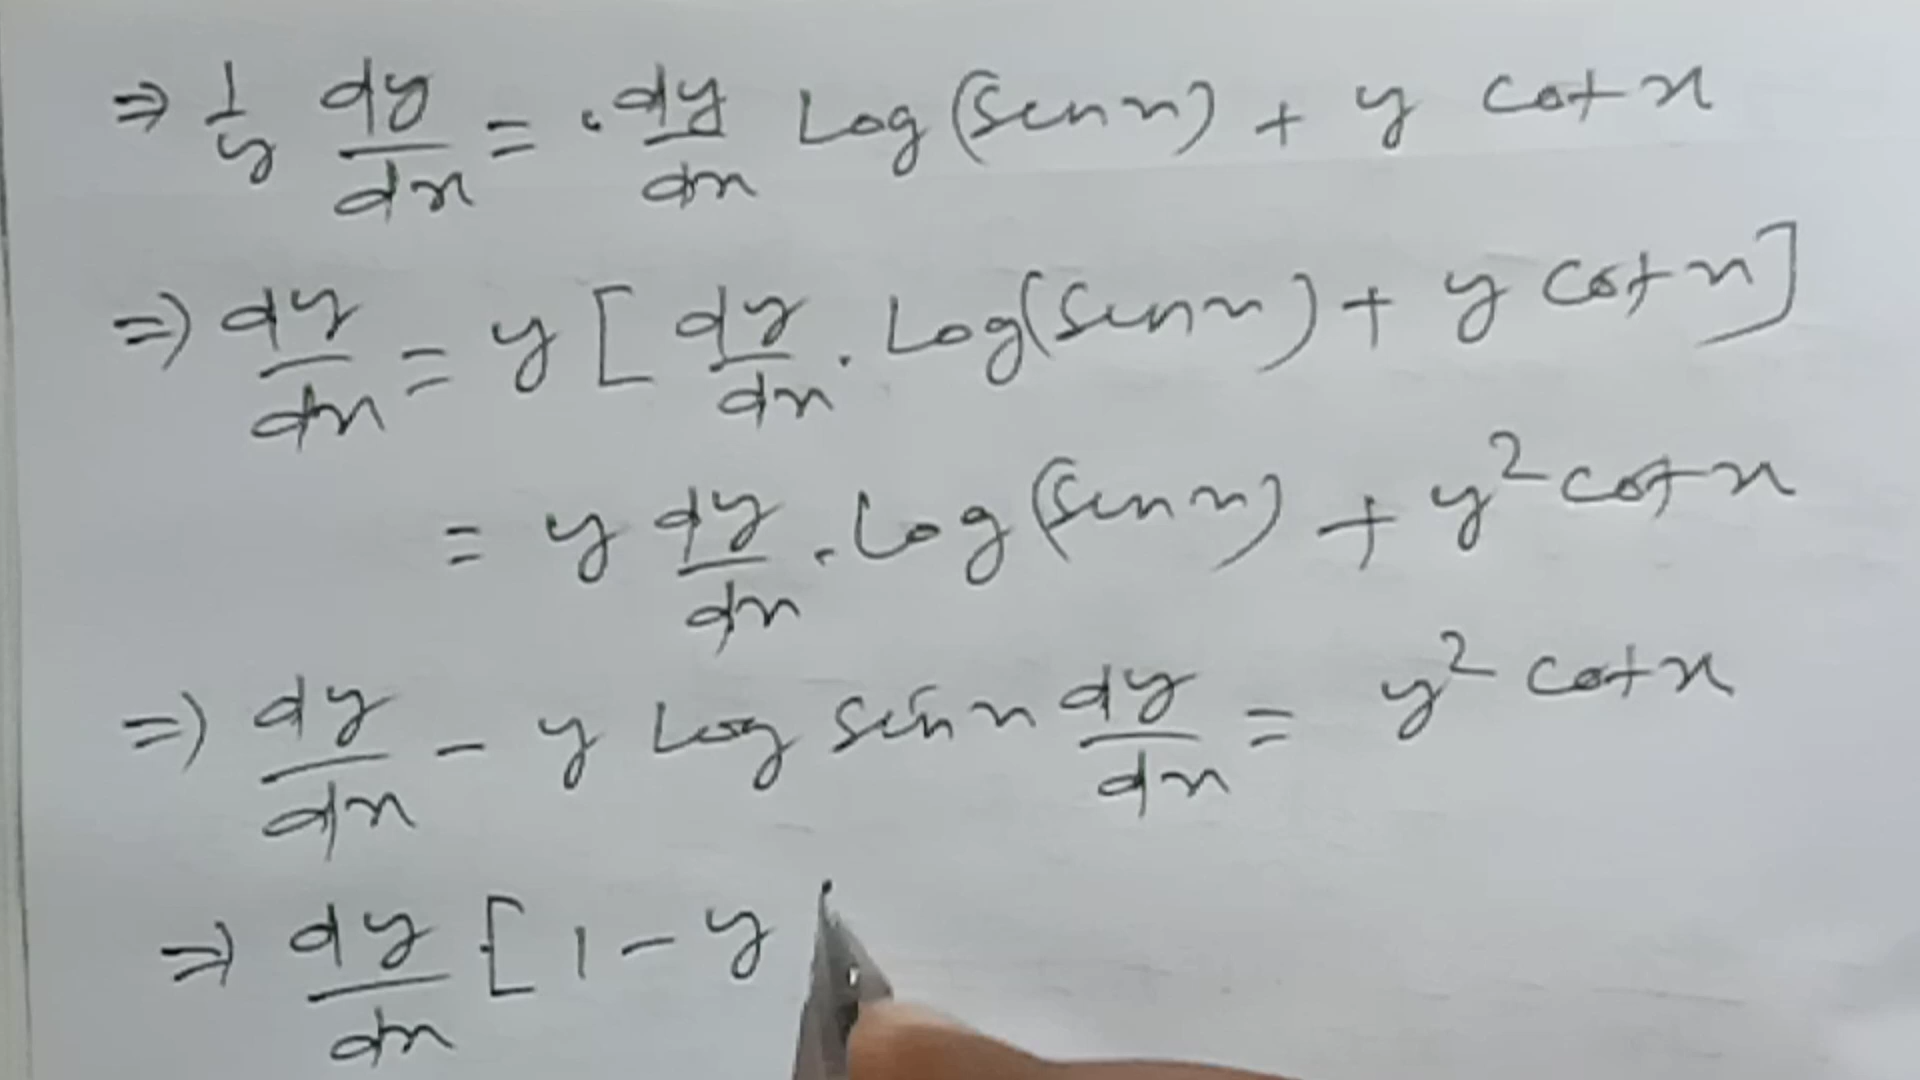 ⇒ 1/y dy/dx = . dy/dx Log (sin x) + y cot x
⇒ dy/dx = y [ dy/dx . Log(sin x) + y cot x ]
= y dy/dx . Log (sin x) + y² cot x
⇒ dy/dx - y Log sin x dy/dx = y² cot x
⇒ dy/dx [ 1 - y